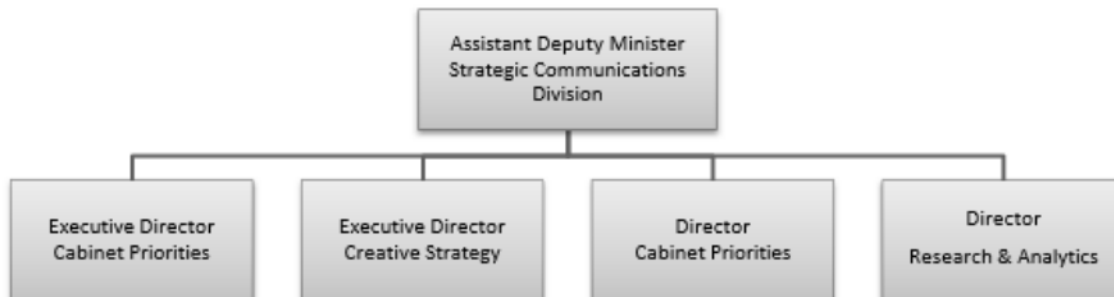 Assistant Deputy Minister
Strategic Communications
Division
Executive Director
Cabinet Priorities
Executive Director
Creative Strategy
Director
Cabinet Priorities
Director
Research & Analytics